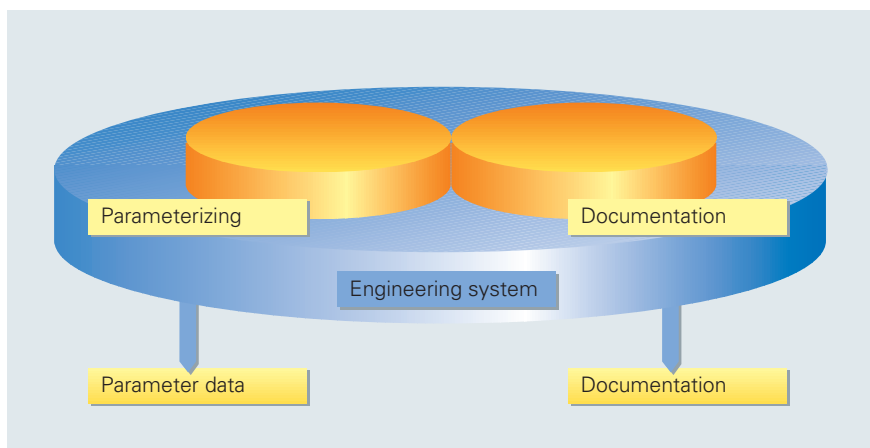 Parameterizing
Documentation
Engineering system
Parameter data
Documentation